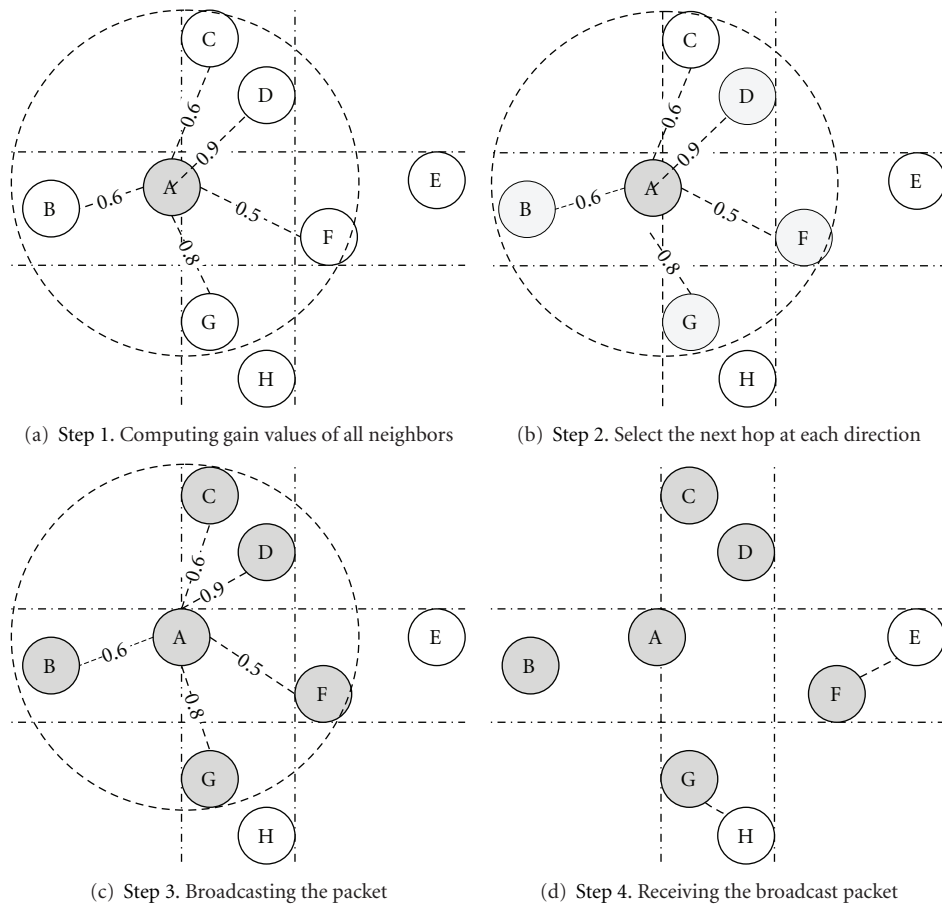 C
D
0.6
0.9
A
E
B
0.6
0.5
F
0.8
G
H
(a) Step 1. Computing gain values of all neighbors
C
D
0.6
0.9
A
E
B
0.6
0.5
F
0.8
G
H
(b) Step 2. Select the next hop at each direction
C
D
0.6
0.9
A
E
B
0.6
0.5
F
0.8
G
H
(c) Step 3. Broadcasting the packet
C
D
A
E
B
F
G
H
(d) Step 4. Receiving the broadcast packet